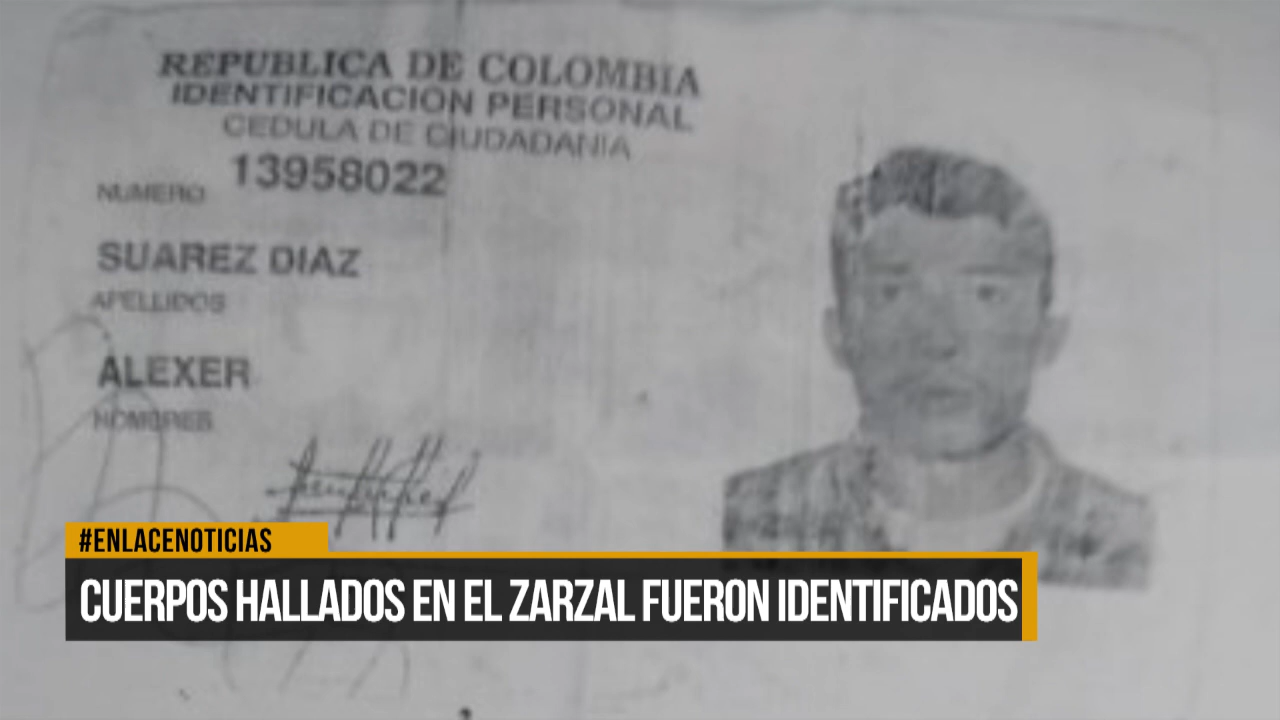 REPUBLICA DE COLOMBIA
IDENTIFICACION PERSONAL
CEDULA DE CIUDADANIA
NUMERO 13958022
SUAREZ DIAZ
APELLIDOS
ALEXER
NOMBRES
#ENLACENOTICIAS
CUERPOS HALLADOS EN EL ZARZAL FUERON IDENTIFICADOS